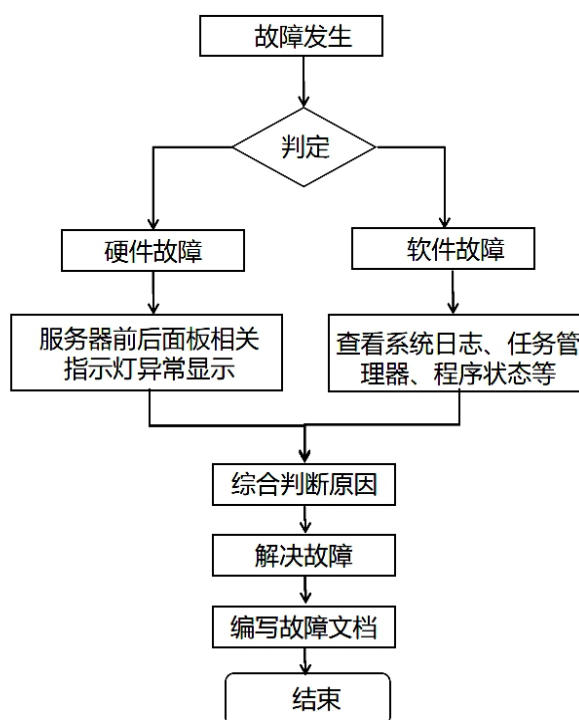 故障发生
判定
硬件故障
软件故障
服务器前后面板相关
指示灯异常显示
查看系统日志、任务管
理器、程序状态等
综合判断原因
解决故障
编写故障文档
结束